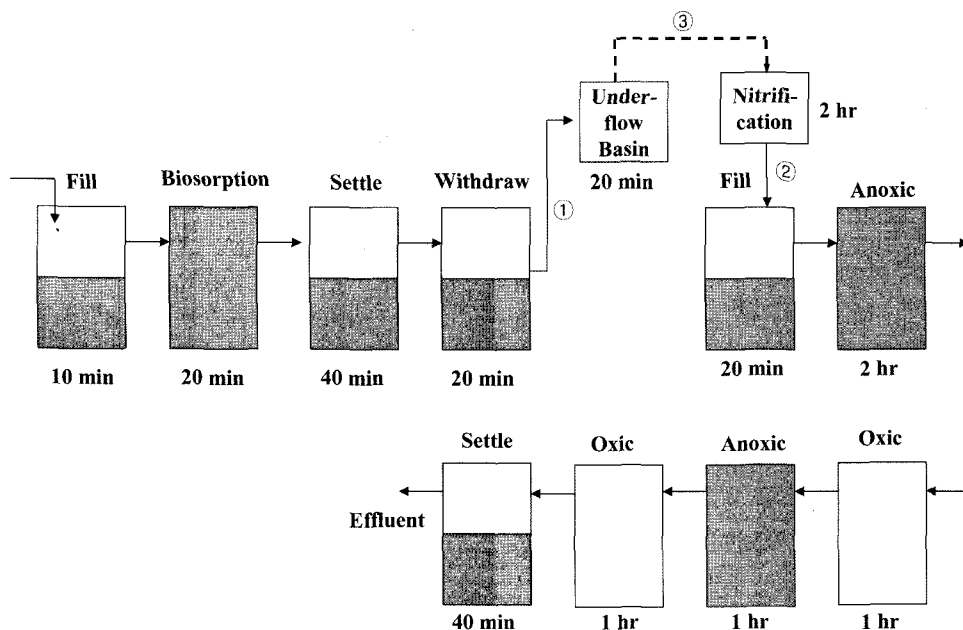 ③
Under-
flow
Basin
20 min
Nitrifi-
cation
2 hr
Fill
Biosorption
Settle
Withdraw
①
②
Fill
Anoxic
10 min
20 min
40 min
20 min
20 min
2 hr
Settle
Oxic
Anoxic
Oxic
Effluent
40 min
1 hr
1 hr
1 hr